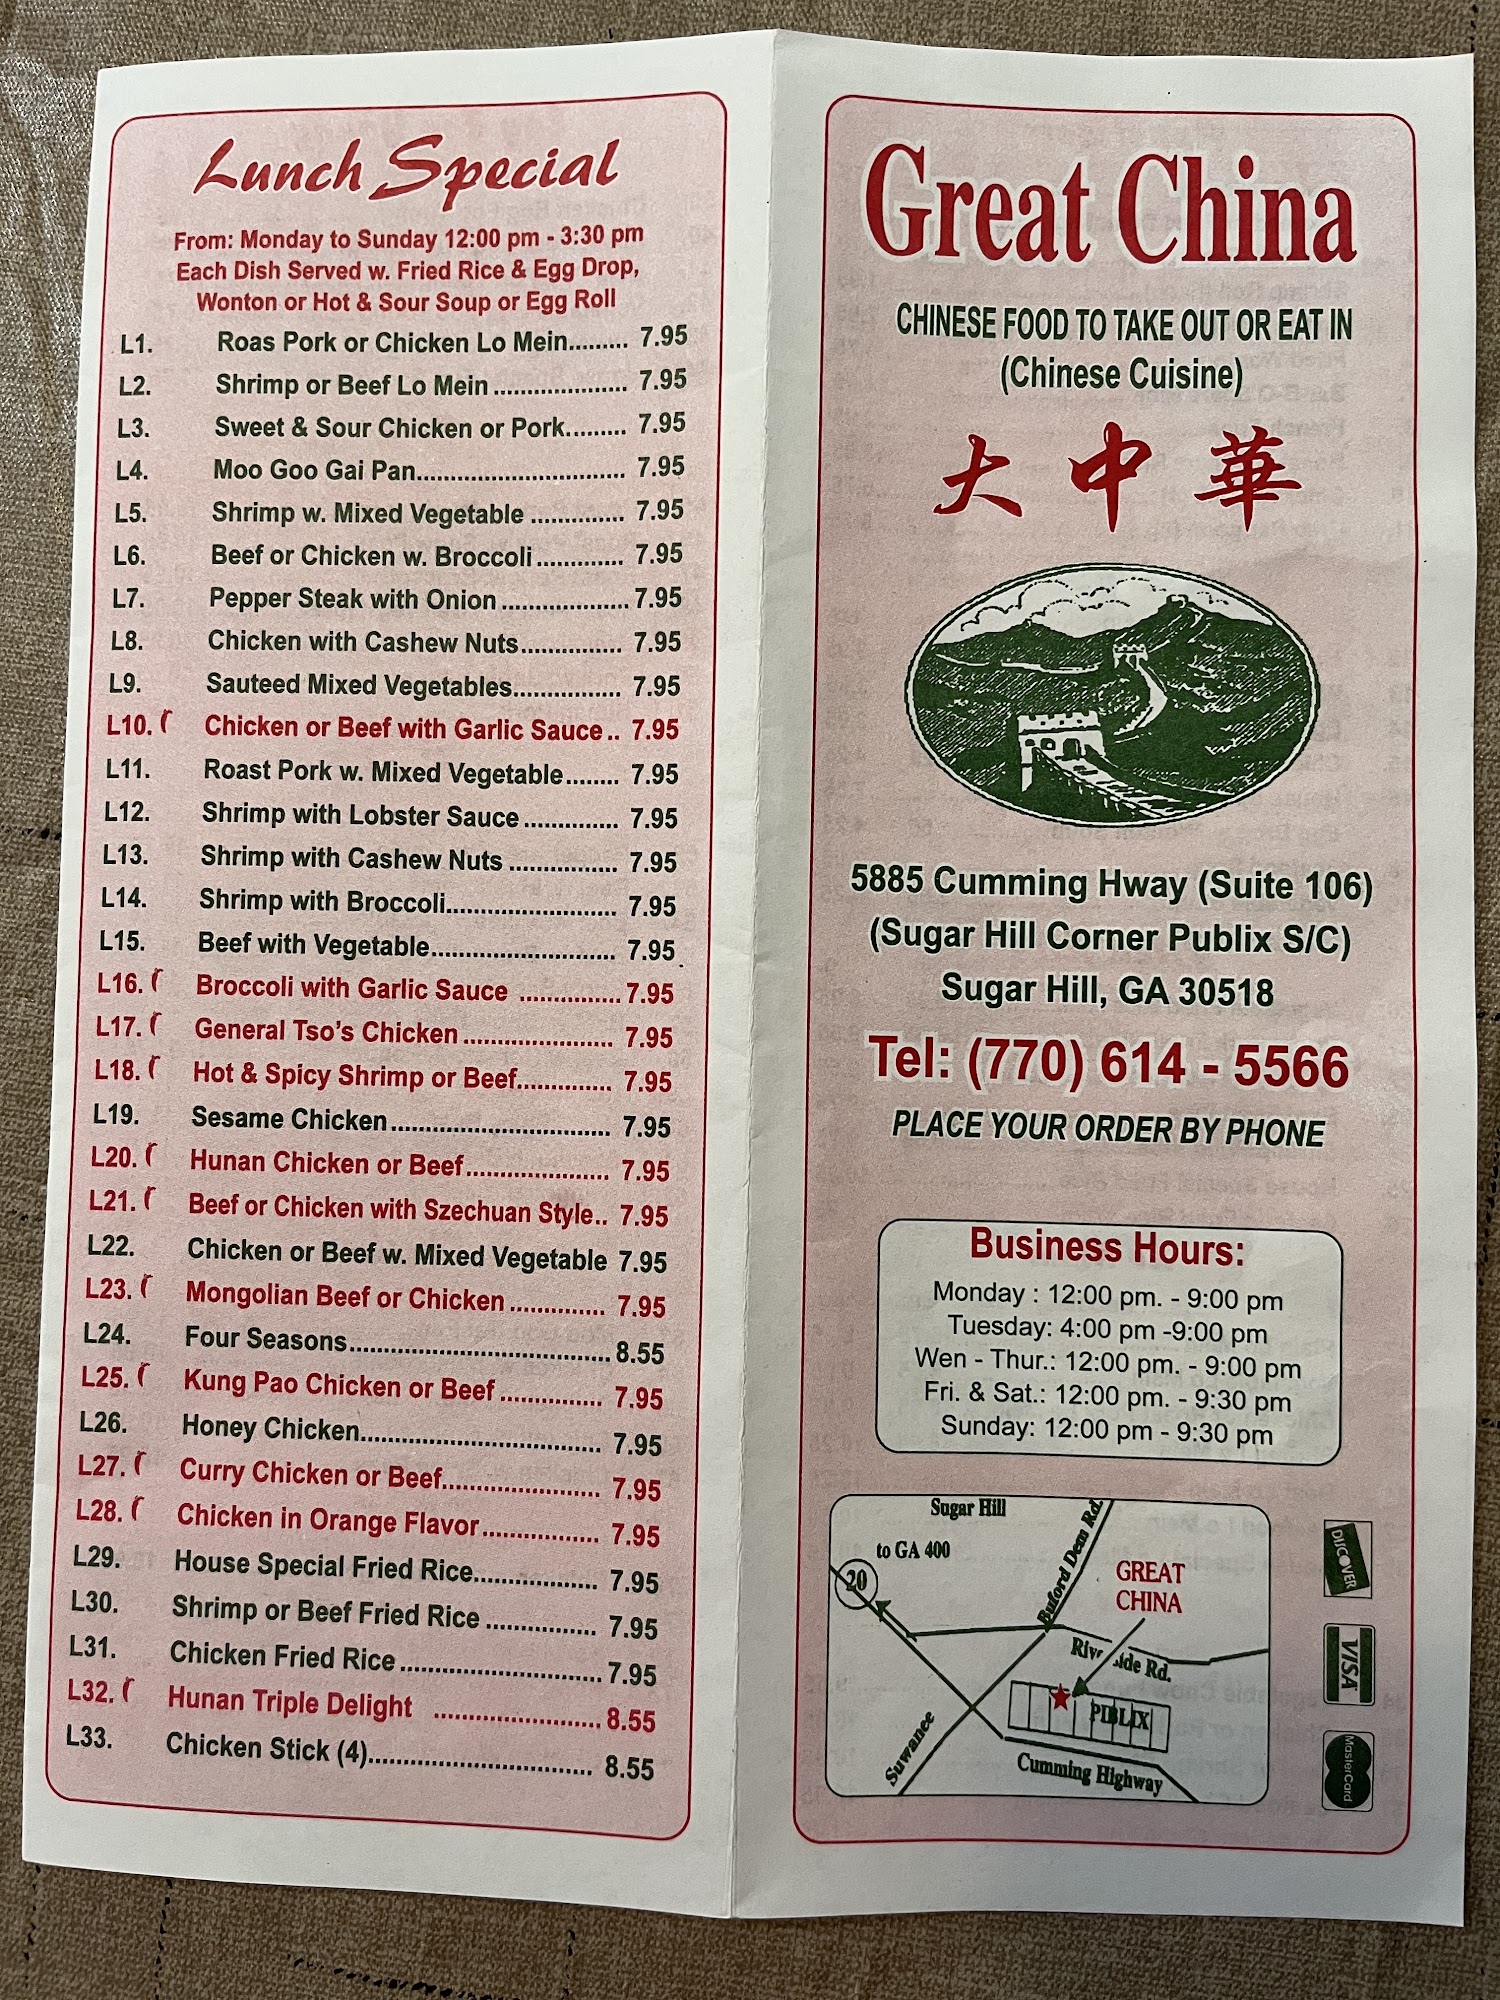 Lunch Special
From: Monday to Sunday 12:00 pm - 3:30 pm
Each Dish Served w. Fried Rice & Egg Drop,
Wonton or Hot & Sour Soup or Egg Roll
L1. Roas Pork or Chicken Lo Mein......... 7.95
L2. Shrimp or Beef Lo Mein ..................... 7.95
L3. Sweet & Sour Chicken or Pork......... 7.95
L4. Moo Goo Gai Pan............................. 7.95
L5. Shrimp w. Mixed Vegetable .............. 7.95
L6. Beef or Chicken w. Broccoli............. 7.95
L7. Pepper Steak with Onion ................... 7.95
L8. Chicken with Cashew Nuts............... 7.95
L9. Sauteed Mixed Vegetables................ 7.95
L10. Chicken or Beef with Garlic Sauce .. 7.95
L11. Roast Pork w. Mixed Vegetable........ 7.95
L12. Shrimp with Lobster Sauce .............. 7.95
L13. Shrimp with Cashew Nuts ................ 7.95
L14. Shrimp with Broccoli......................... 7.95
L15. Beef with Vegetable........................... 7.95
L16. Broccoli with Garlic Sauce ............... 7.95
L17. General Tso's Chicken ...................... 7.95
L18. Hot & Spicy Shrimp or Beef.............. 7.95
L19. Sesame Chicken ................................ 7.95
L20. Hunan Chicken or Beef..................... 7.95
L21. Beef or Chicken with Szechuan Style.. 7.95
L22. Chicken or Beef w. Mixed Vegetable 7.95
L23. Mongolian Beef or Chicken .............. 7.95
L24. Four Seasons...................................... 8.55
L25. Kung Pao Chicken or Beef ............... 7.95
L26. Honey Chicken................................... 7.95
L27. Curry Chicken or Beef....................... 7.95
L28. Chicken in Orange Flavor................. 7.95
L29. House Special Fried Rice.................. 7.95
L30. Shrimp or Beef Fried Rice ................ 7.95
L31. Chicken Fried Rice ............................. 7.95
L32. Hunan Triple Delight ........................ 8.55
L33. Chicken Stick (4)................................ 8.55
Great China
CHINESE FOOD TO TAKE OUT OR EAT IN
(Chinese Cuisine)
大中華
5885 Cumming Hway (Suite 106)
(Sugar Hill Corner Publix S/C)
Sugar Hill, GA 30518
Tel: (770) 614 - 5566
PLACE YOUR ORDER BY PHONE
Business Hours:
Monday : 12:00 pm. - 9:00 pm
Tuesday: 4:00 pm -9:00 pm
Wen - Thur.: 12:00 pm. - 9:00 pm
Fri. & Sat.: 12:00 pm. - 9:30 pm
Sunday: 12:00 pm - 9:30 pm
Sugar Hill
to GA 400
20
Buford Dem Rd.
GREAT
CHINA
Rd.
PIBLIX
Suwanee
Cumming Highway
DISCOVER
VISA
MasterCard